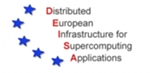 Distributed
European
Infrastructure for
Supercomputing
Applications